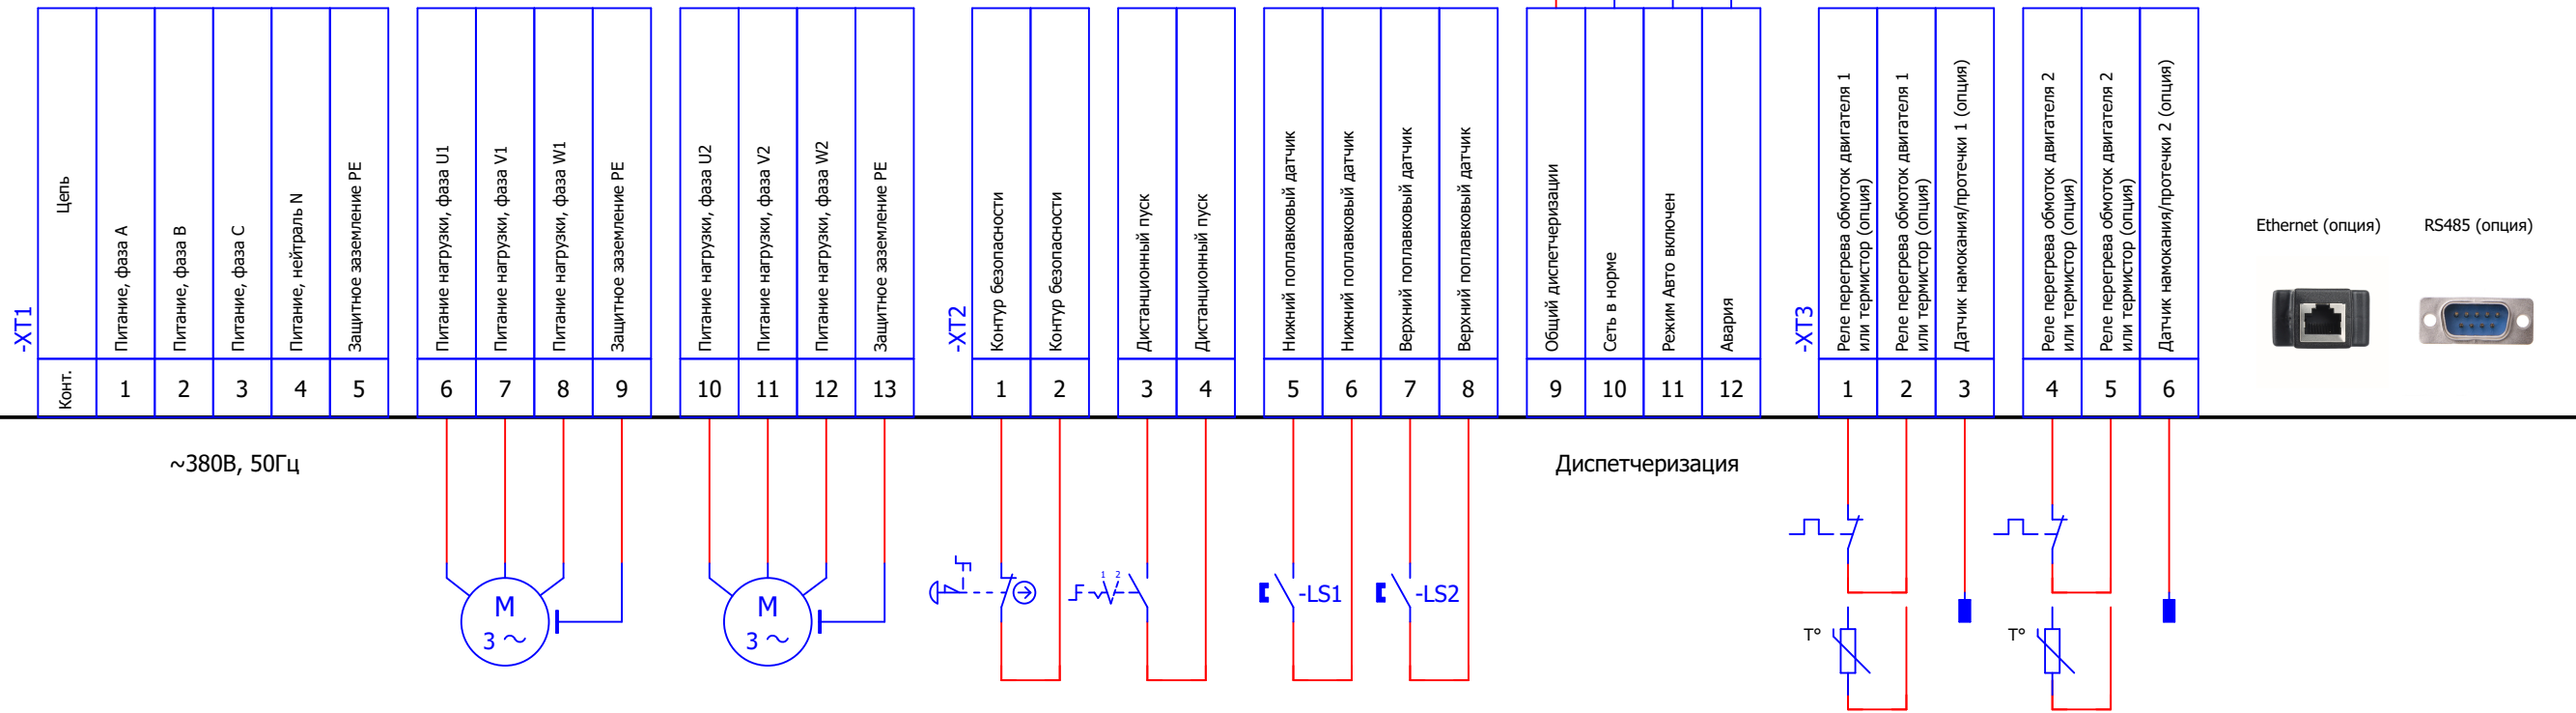 -XT1
Цепь
Питание, фаза A
Питание, фаза B
Питание, фаза C
Питание, нейтраль N
Защитное заземление PE
Питание нагрузки, фаза U1
Питание нагрузки, фаза V1
Питание нагрузки, фаза W1
Защитное заземление PE
Питание нагрузки, фаза U2
Питание нагрузки, фаза V2
Питание нагрузки, фаза W2
Защитное заземление PE
Конт.
1
2
3
4
5
6
7
8
9
10
11
12
13
-XT2
Контур безопасности
Контур безопасности
Дистанционный пуск
Дистанционный пуск
Нижний поплавковый датчик
Нижний поплавковый датчик
Верхний поплавковый датчик
Верхний поплавковый датчик
Общий диспетчеризации
Сеть в норме
Режим Авто включен
Авария
1
2
3
4
5
6
7
8
9
10
11
12
-XT3
Реле перегрева обмоток двигателя 1
или термистор (опция)
Реле перегрева обмоток двигателя 1
или термистор (опция)
Датчик намокания/протечки 1 (опция)
Реле перегрева обмоток двигателя 2
или термистор (опция)
Реле перегрева обмоток двигателя 2
или термистор (опция)
Датчик намокания/протечки 2 (опция)
1
2
3
4
5
6
Ethernet (опция)
RS485 (опция)
~380В, 50Гц
Диспетчеризация
M
3 ~
M
3 ~
1 2
-LS1
-LS2
T°
T°